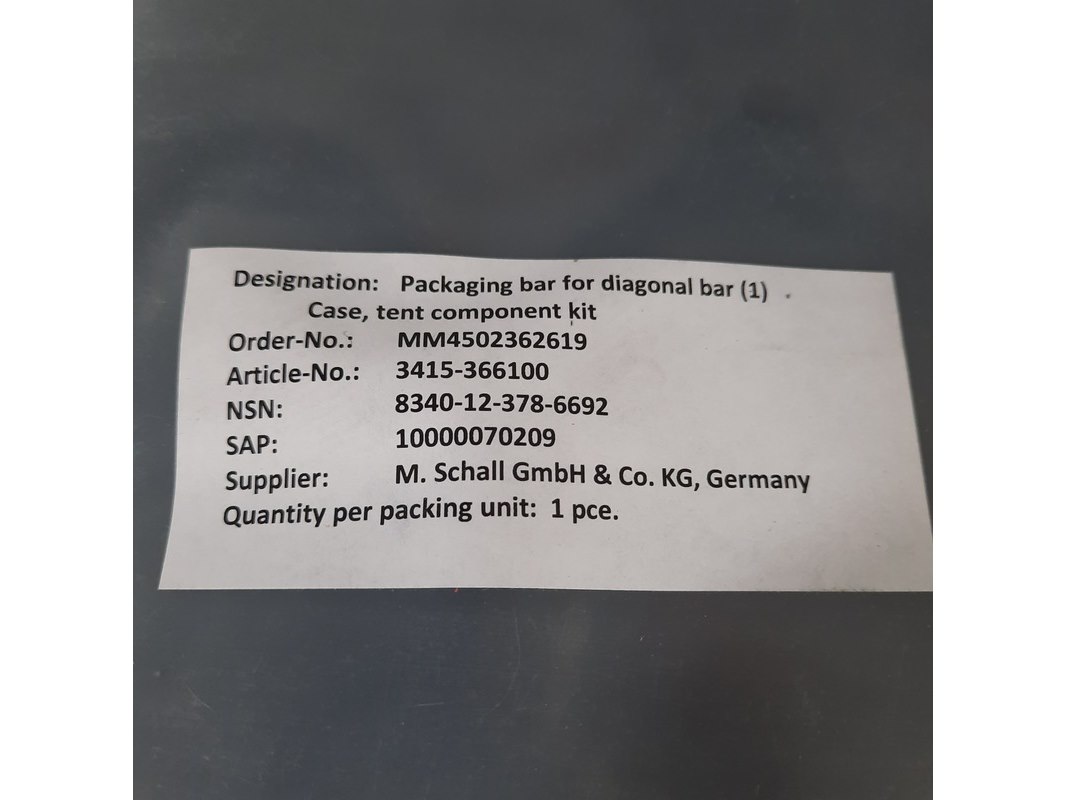 Designation: Packaging bar for diagonal bar (1)
Case, tent component kit
Order-No.: MM4502362619
Article-No.: 3415-366100
NSN: 8340-12-378-6692
SAP: 10000070209
Supplier: M. Schall GmbH & Co. KG, Germany
Quantity per packing unit: 1 pce.